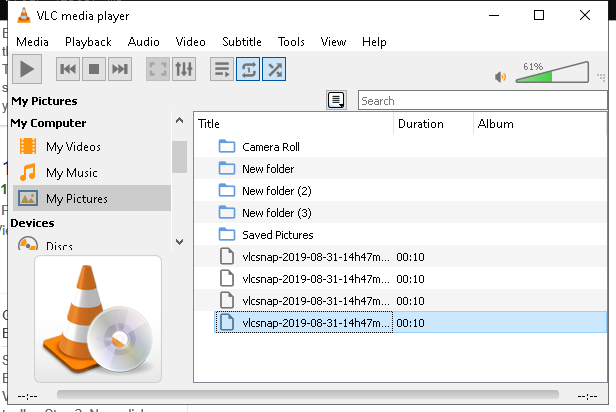 VLC media player
Media Playback Audio Video Subtitle Tools View Help
61%
My Pictures
Search
My Computer
My Videos
My Music
My Pictures
Devices
Discs
Title Duration Album
Camera Roll
New folder
New folder (2)
New folder (3)
Saved Pictures
vlcsnap-2019-08-31-14h47m... 00:10
vlcsnap-2019-08-31-14h47m... 00:10
vlcsnap-2019-08-31-14h47m... 00:10
vlcsnap-2019-08-31-14h47m... 00:10
--:-- --:--